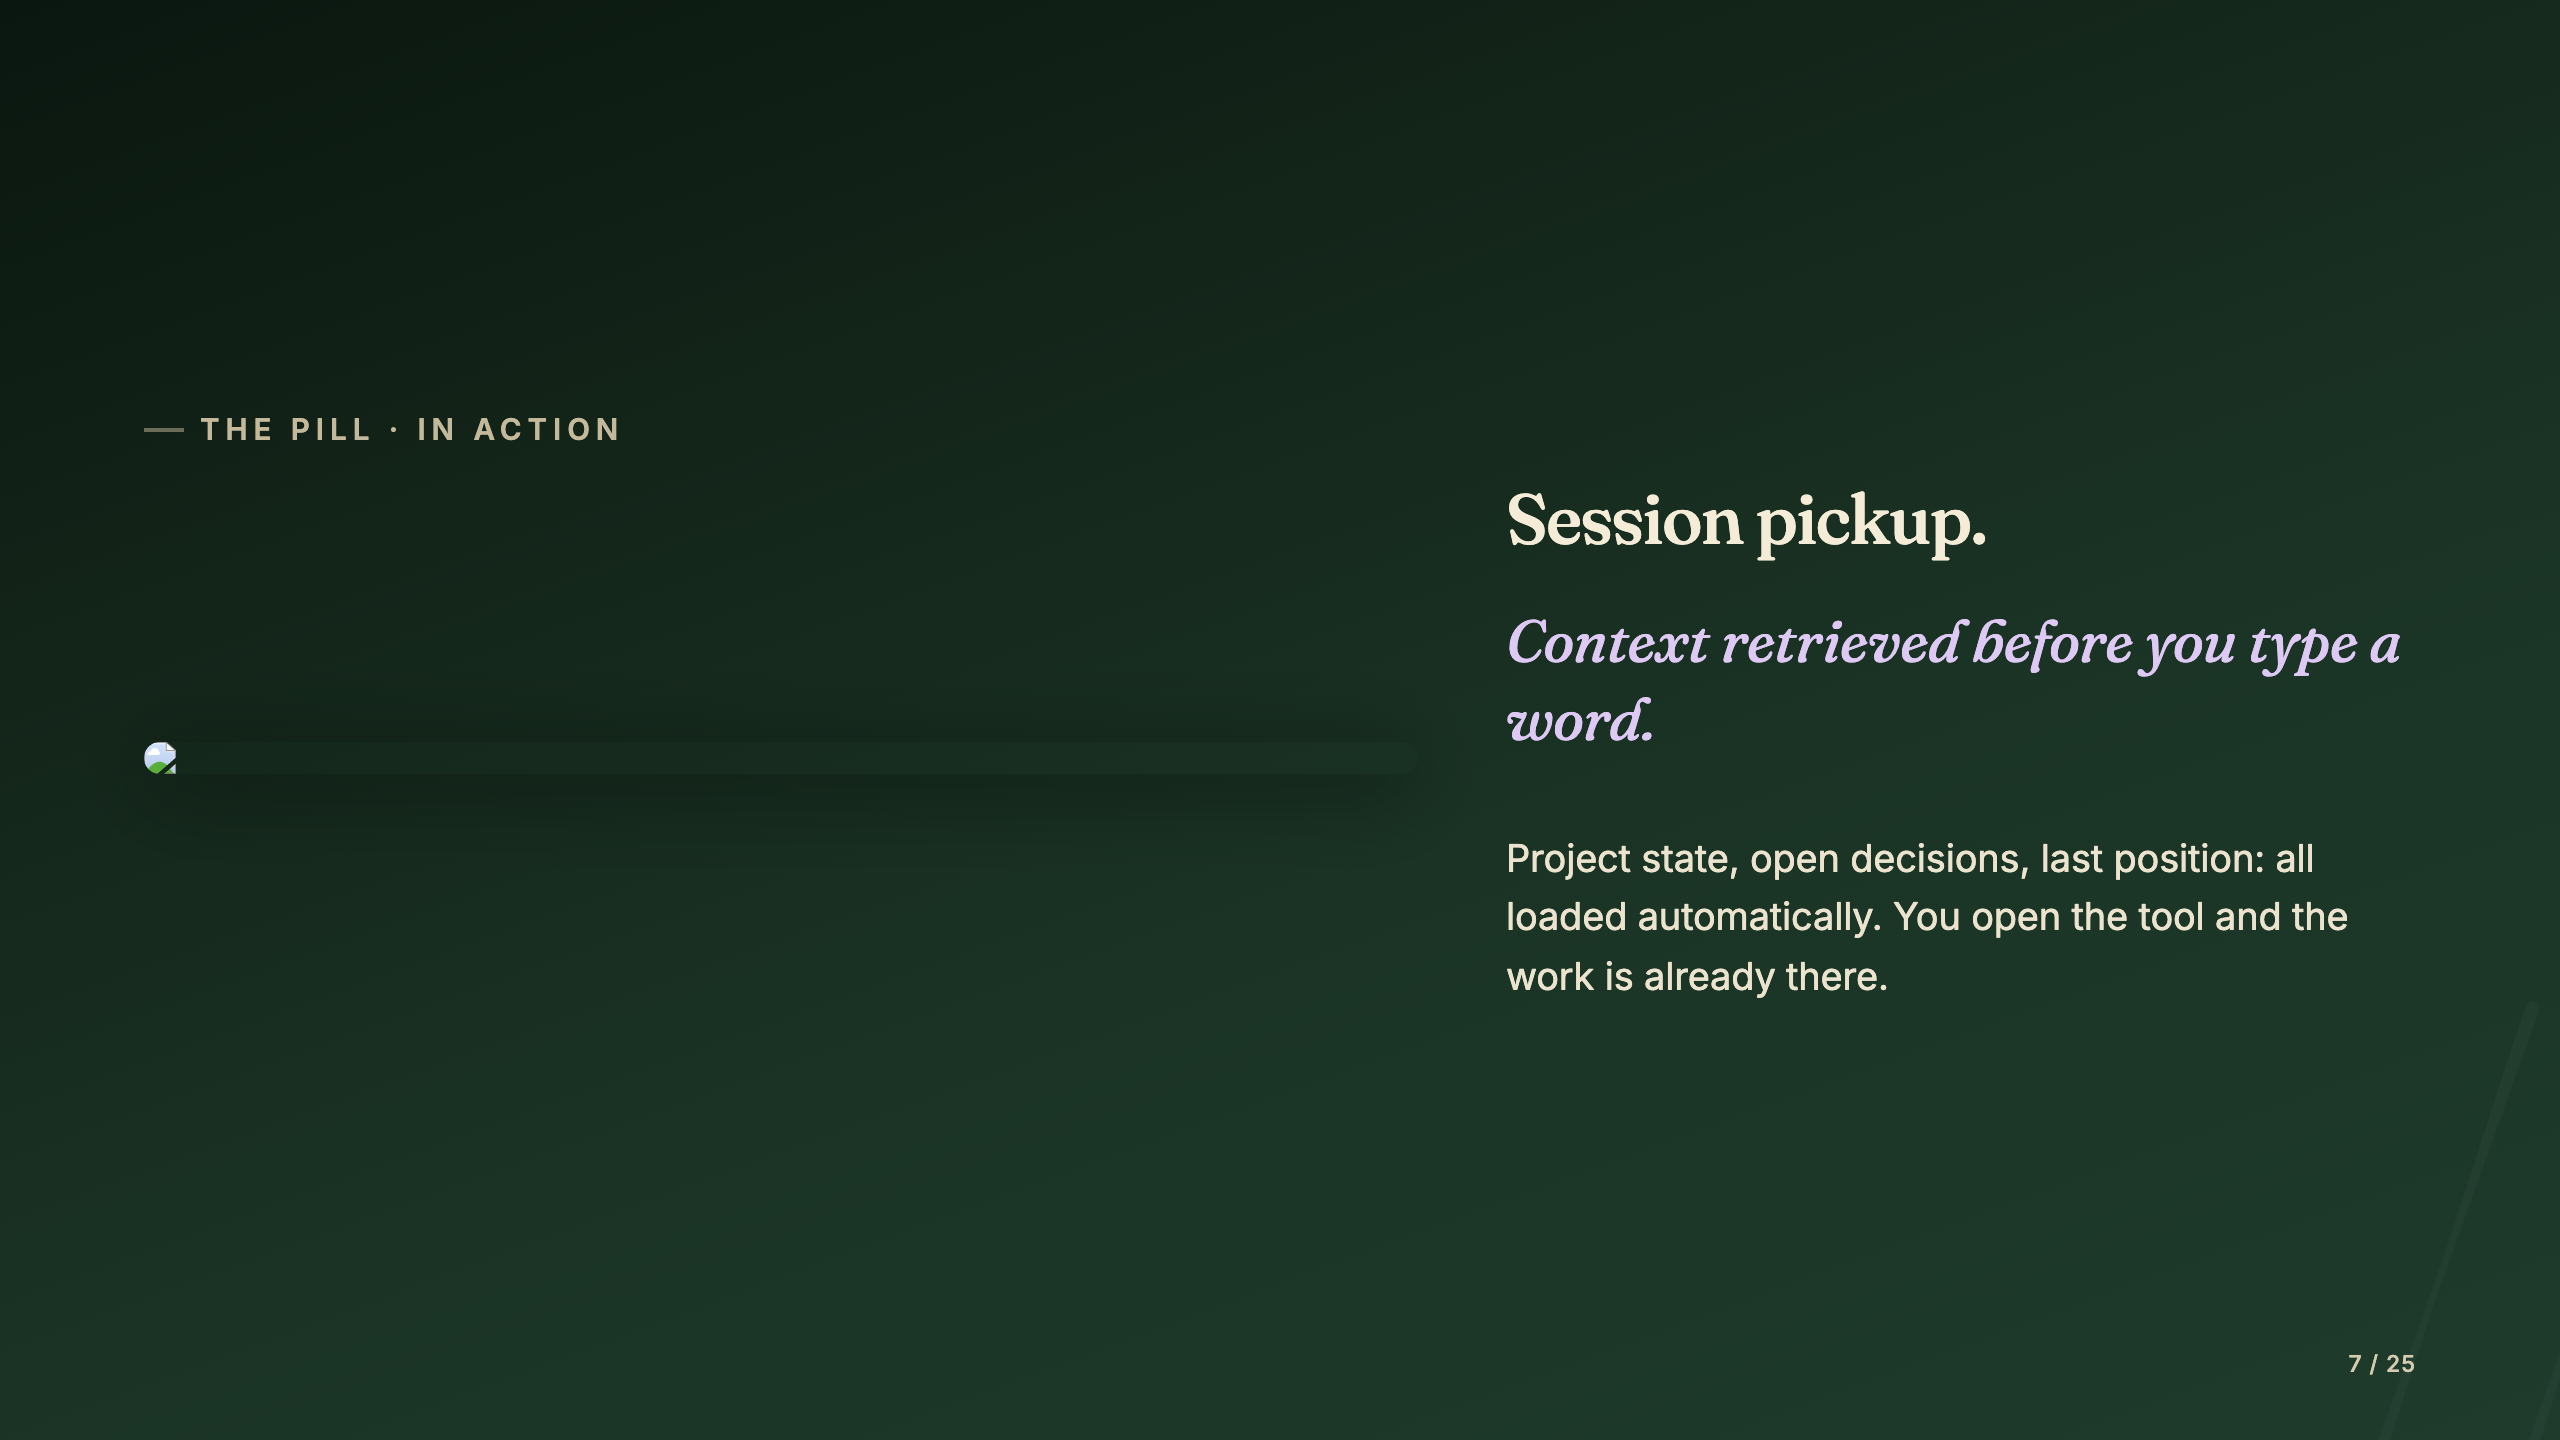 THE PILL · IN ACTION
Session pickup.
Context retrieved before you type a
word.
Project state, open decisions, last position: all
loaded automatically. You open the tool and the
work is already there.
7 / 25